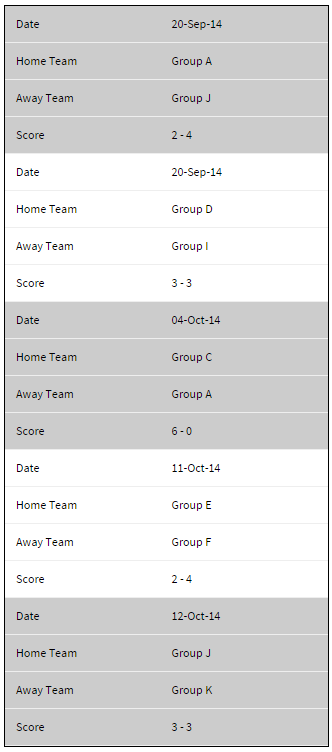 Date 20-Sep-14
Home Team Group A
Away Team Group J
Score 2 - 4
Date 20-Sep-14
Home Team Group D
Away Team Group I
Score 3 - 3
Date 04-Oct-14
Home Team Group C
Away Team Group A
Score 6 - 0
Date 11-Oct-14
Home Team Group E
Away Team Group F
Score 2 - 4
Date 12-Oct-14
Home Team Group J
Away Team Group K
Score 3 - 3